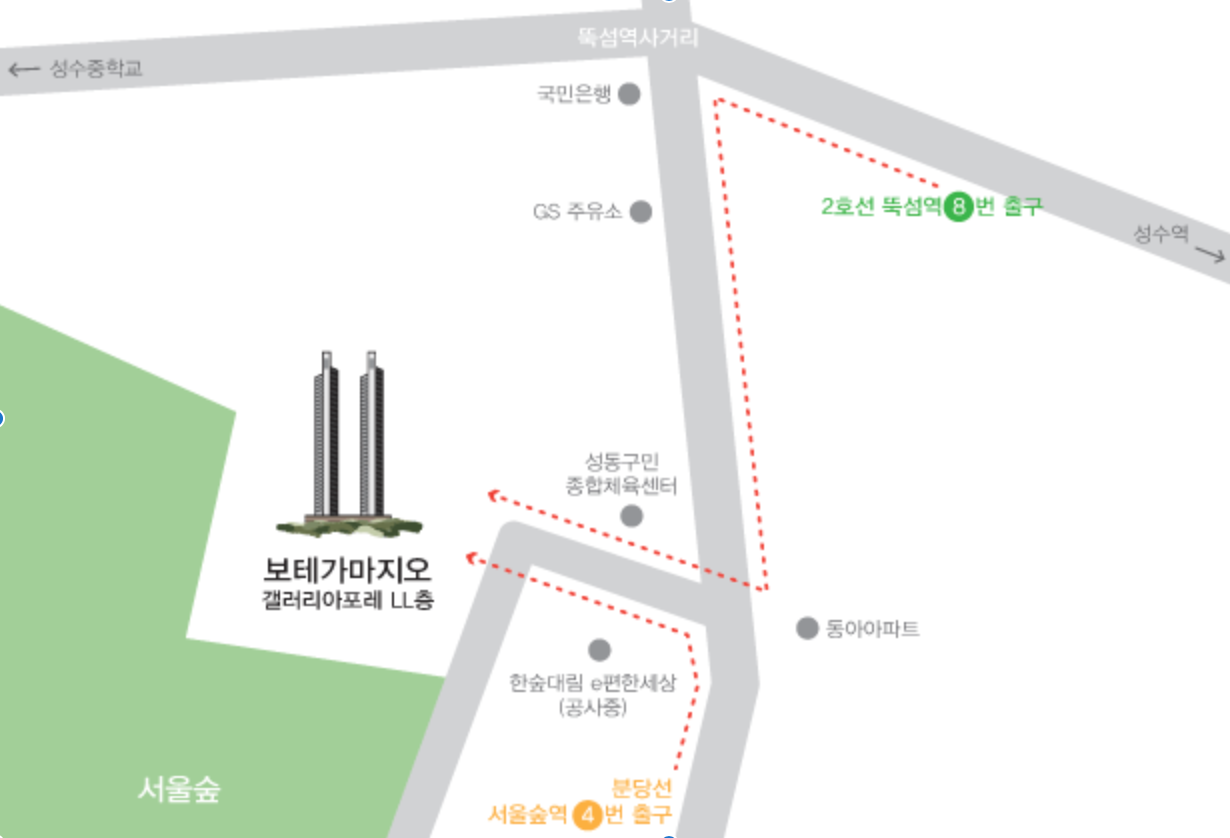 뚝섬역사거리
← 성수중학교
국민은행
GS 주유소
2호선 뚝섬역 8번 출구
성수역 →
성동구민
종합체육센터
보테가마지오
갤러리아포레 LL층
동아아파트
한숲대림 e편한세상
(공사중)
서울숲
분당선
서울숲역 4번 출구